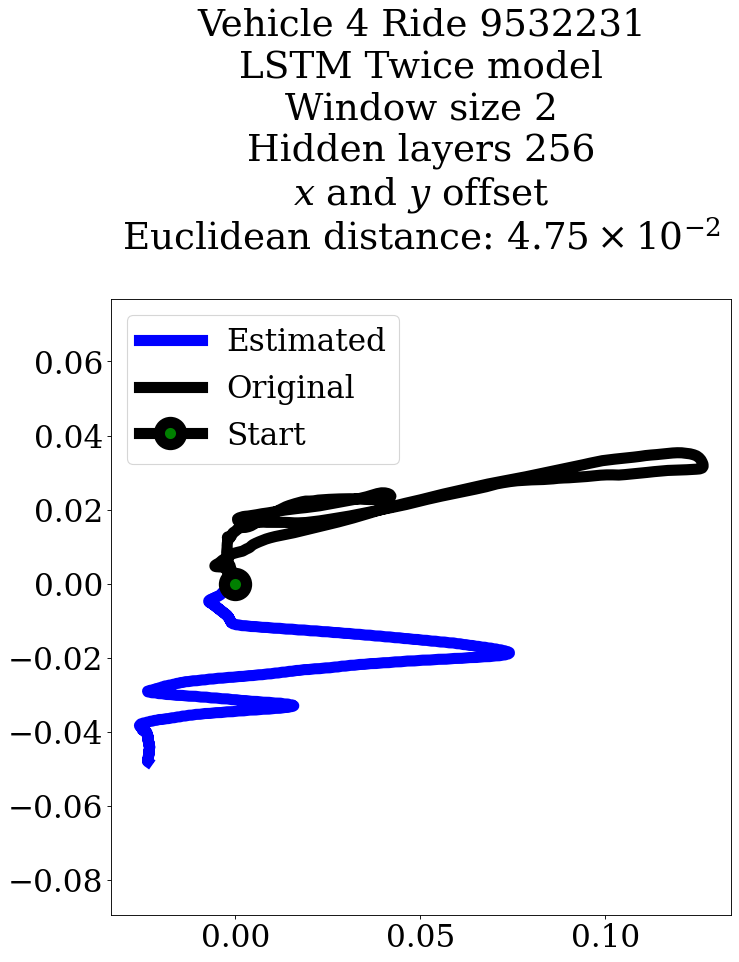 Vehicle 4 Ride 9532231
LSTM Twice model
Window size 2
Hidden layers 256
x and y offset
Euclidean distance: 4.75 × 10⁻²
Estimated
Original
Start
0.06
0.04
0.02
0.00
−0.02
−0.04
−0.06
−0.08
0.00 0.05 0.10